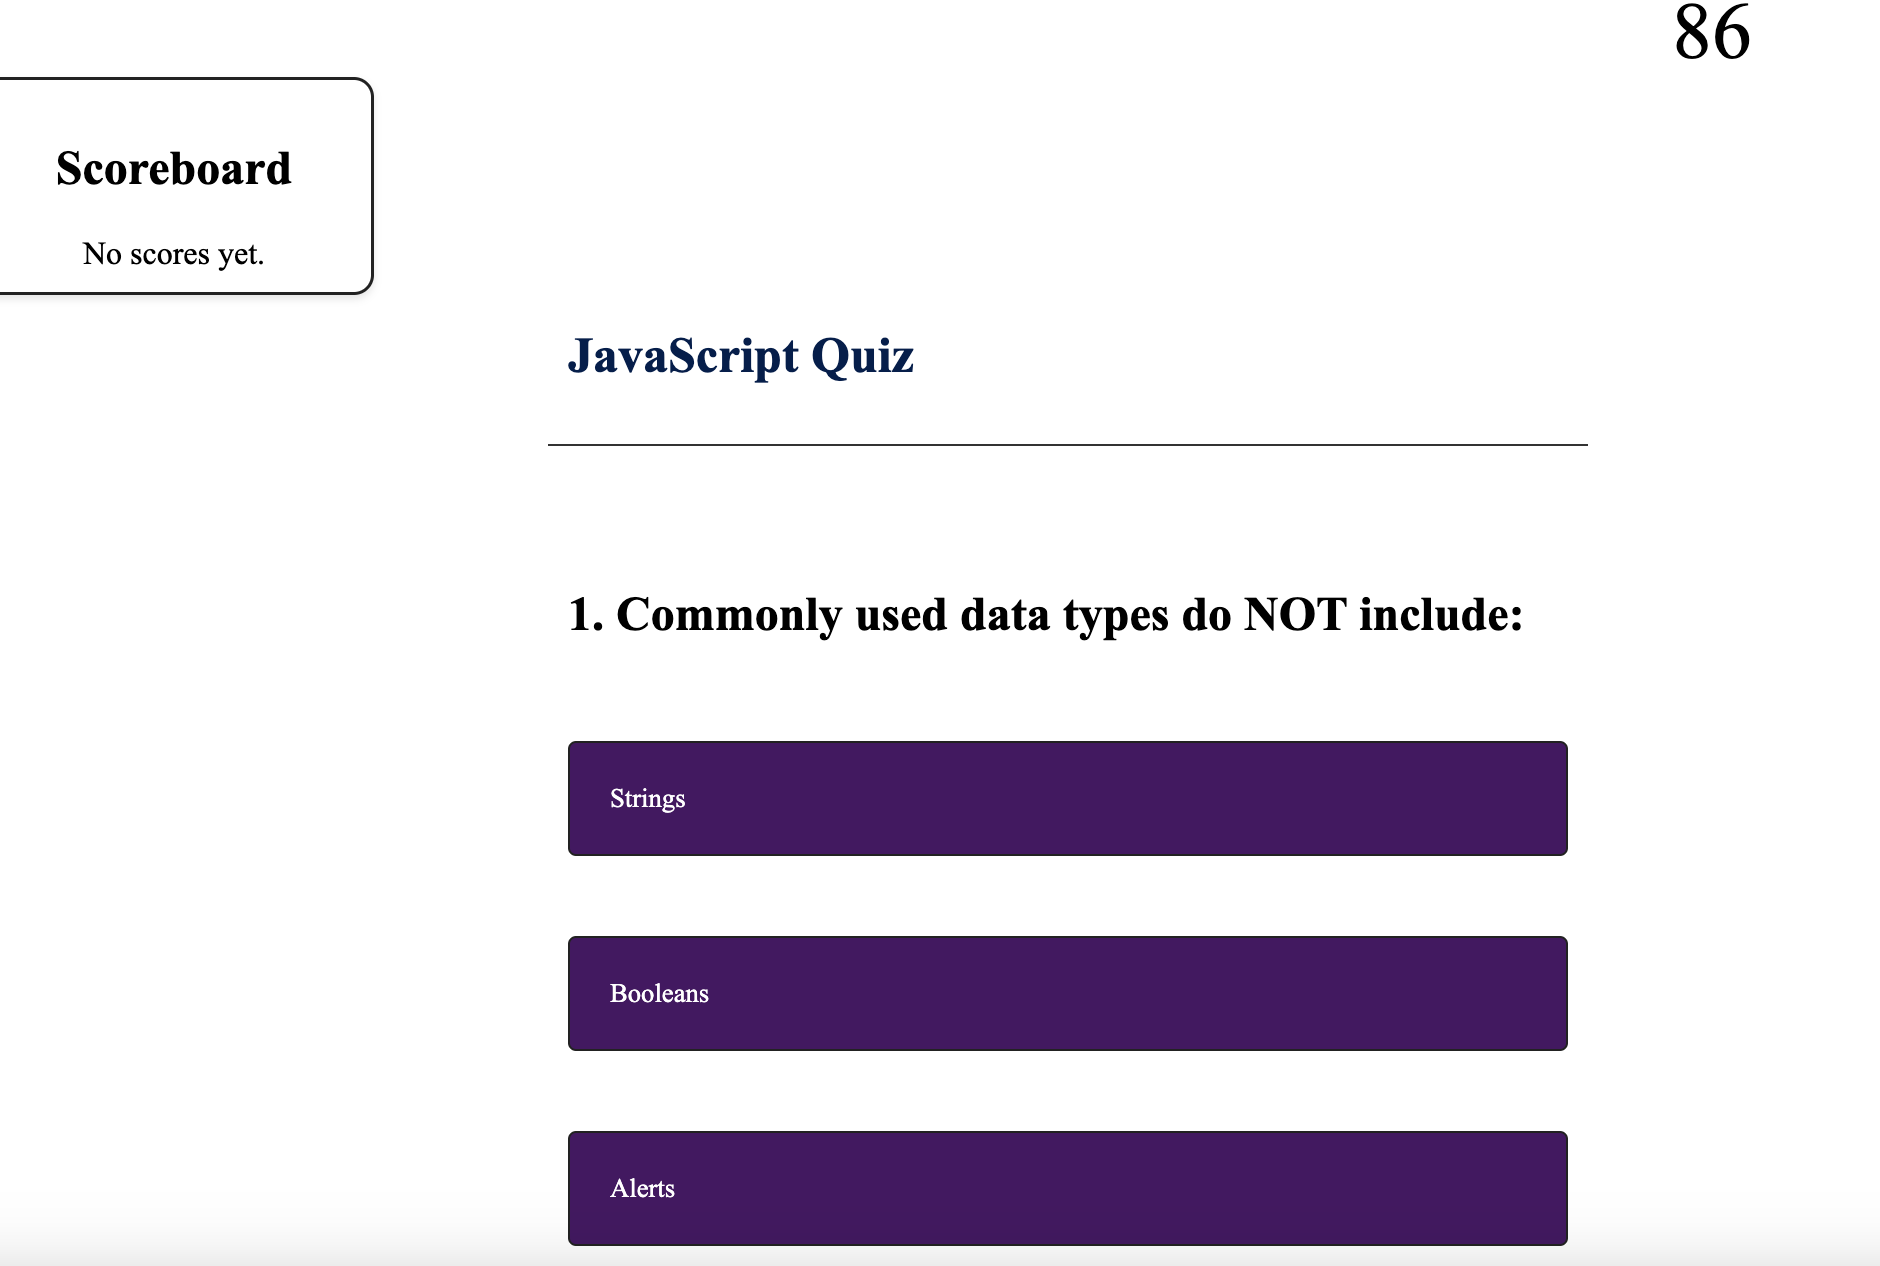 86
Scoreboard
No scores yet.
JavaScript Quiz
1. Commonly used data types do NOT include:
Strings
Booleans
Alerts